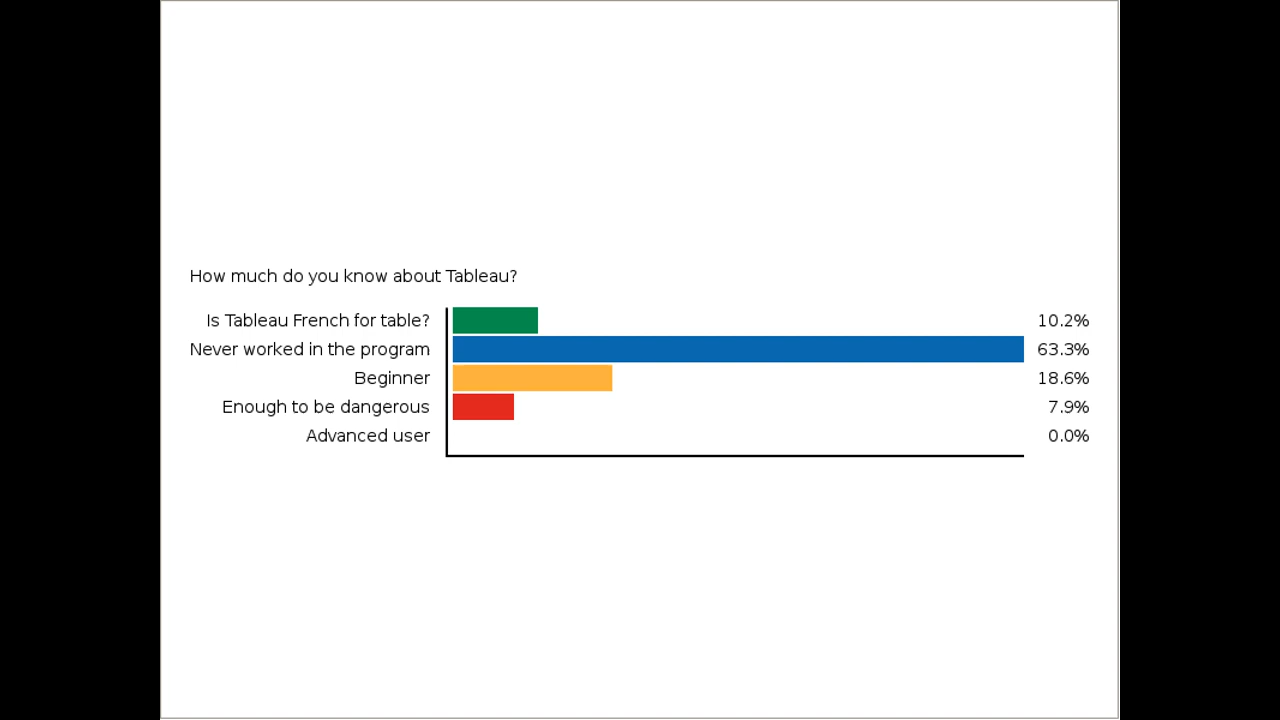 How much do you know about Tableau?
Is Tableau French for table? 10.2%
Never worked in the program 63.3%
Beginner 18.6%
Enough to be dangerous 7.9%
Advanced user 0.0%